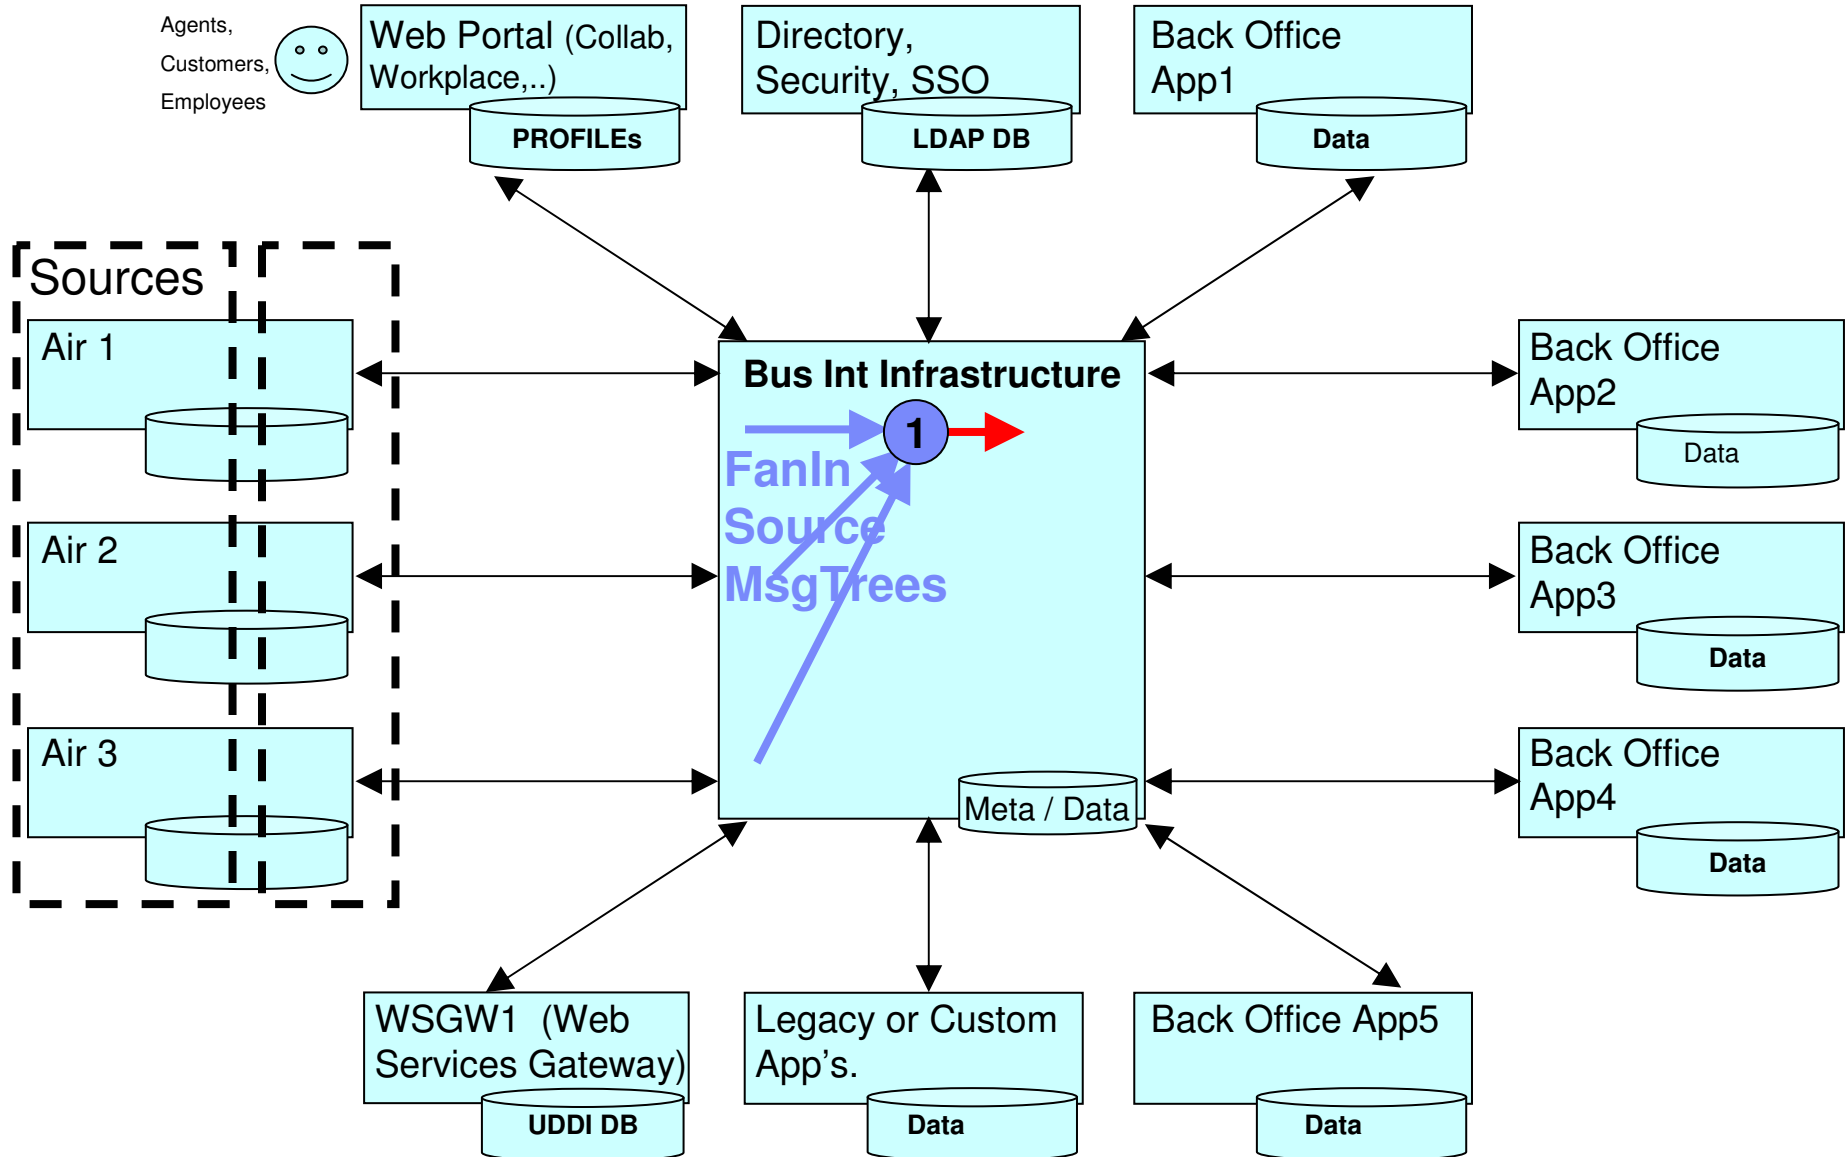 Agents,
Customers,
Employees
Web Portal (Collab,
Workplace,..)
PROFILEs
Directory,
Security, SSO
LDAP DB
Back Office
App1
Data
Sources
Air 1
Air 2
Air 3
Bus Int Infrastructure
1
FanIn
Source
MsgTrees
Meta / Data
Back Office
App2
Data
Back Office
App3
Data
Back Office
App4
Data
WSGW1 (Web
Services Gateway)
UDDI DB
Legacy or Custom
App's.
Data
Back Office App5
Data